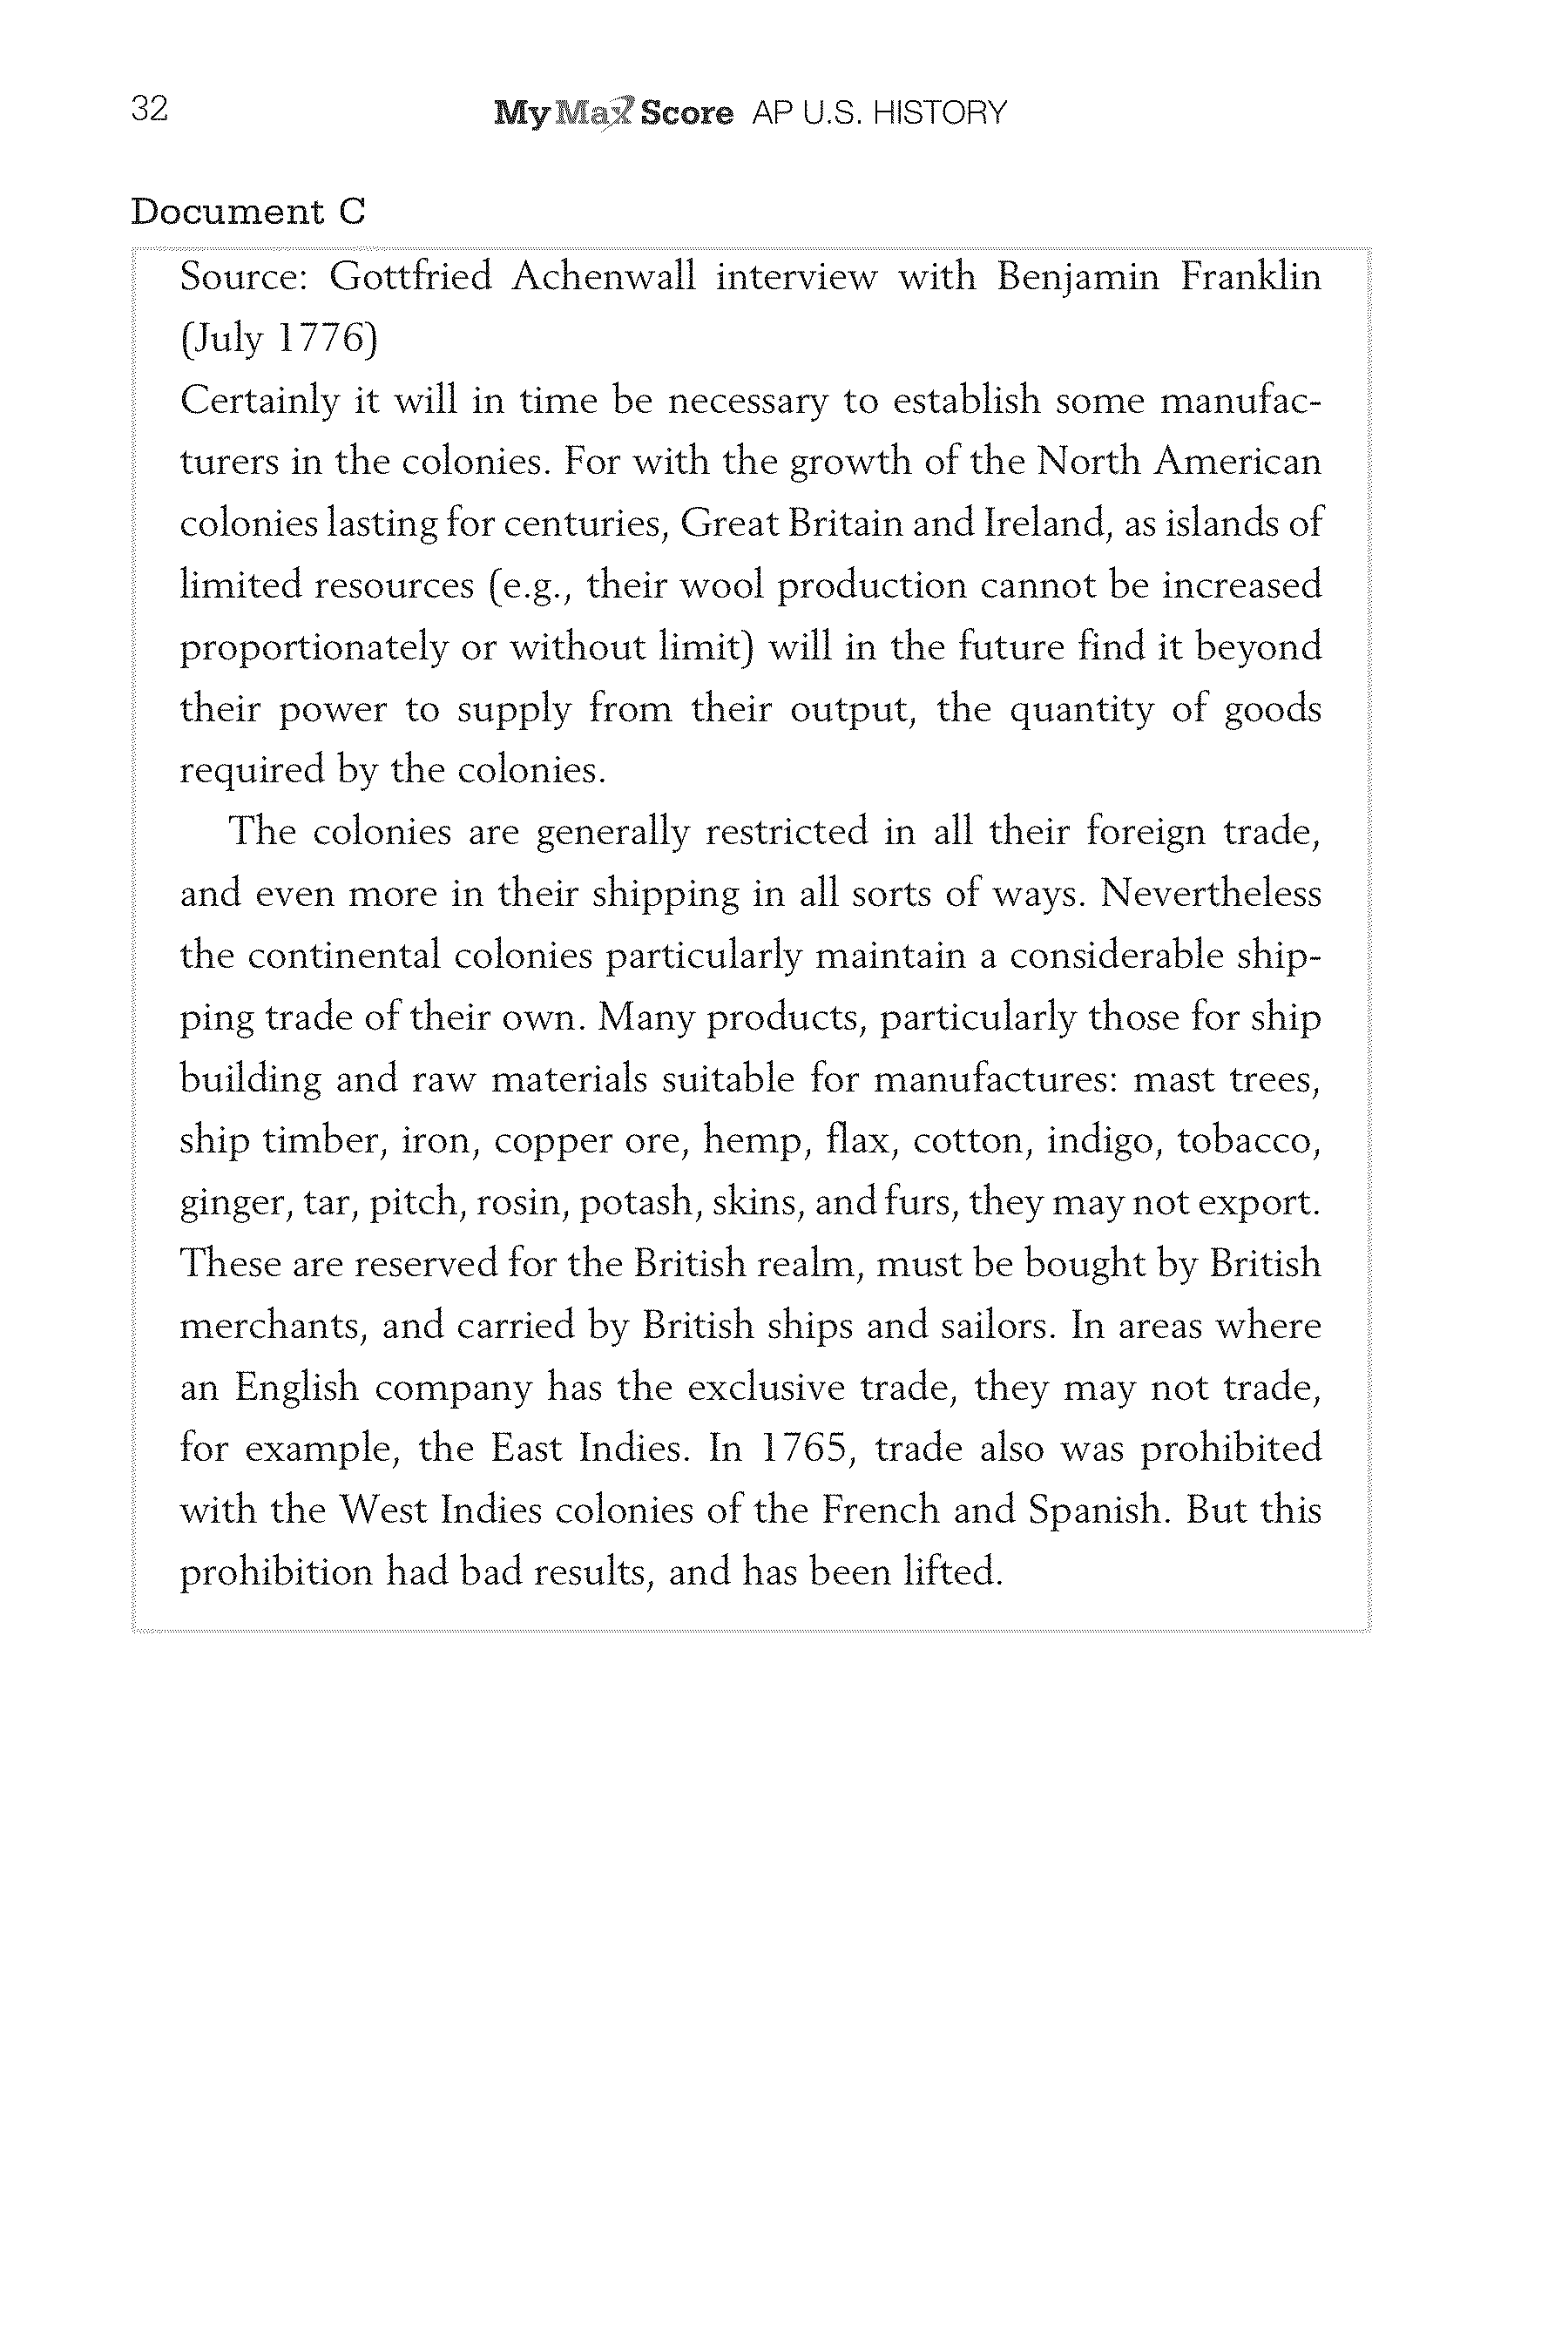 32
My Max Score AP U.S. HISTORY
Document C
Source: Gottfried Achenwall interview with Benjamin Franklin
(July 1776)
Certainly it will in time be necessary to establish some manufac-
turers in the colonies. For with the growth of the North American
colonies lasting for centuries, Great Britain and Ireland, as islands of
limited resources (e.g., their wool production cannot be increased
proportionately or without limit) will in the future find it beyond
their power to supply from their output, the quantity of goods
required by the colonies.
The colonies are generally restricted in all their foreign trade,
and even more in their shipping in all sorts of ways. Nevertheless
the continental colonies particularly maintain a considerable ship-
ping trade of their own. Many products, particularly those for ship
building and raw materials suitable for manufactures: mast trees,
ship timber, iron, copper ore, hemp, flax, cotton, indigo, tobacco,
ginger, tar, pitch, rosin, potash, skins, and furs, they may not export.
These are reserved for the British realm, must be bought by British
merchants, and carried by British ships and sailors. In areas where
an English company has the exclusive trade, they may not trade,
for example, the East Indies. In 1765, trade also was prohibited
with the West Indies colonies of the French and Spanish. But this
prohibition had bad results, and has been lifted.